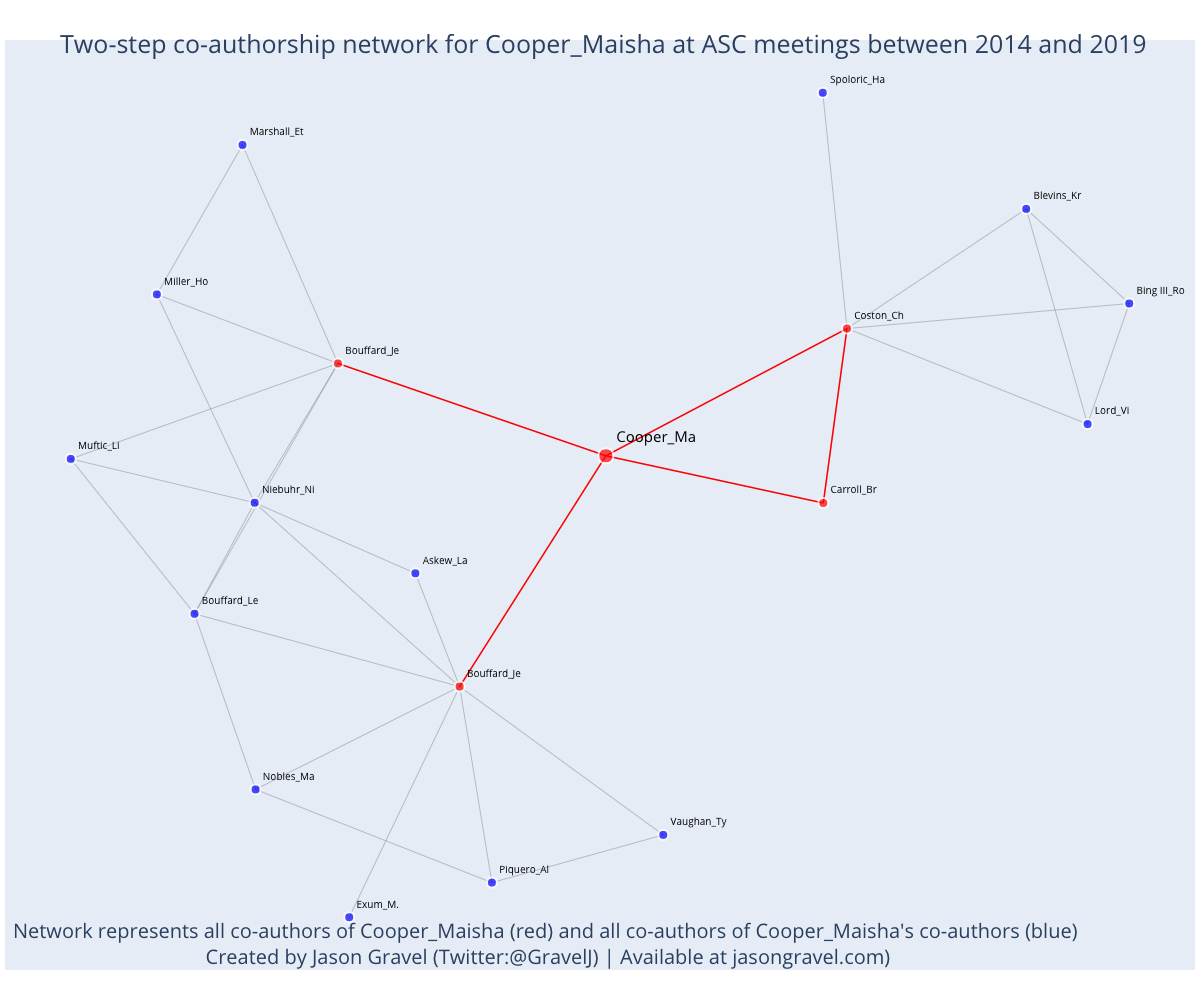 Two-step co-authorship network for Cooper_Maisha at ASC meetings between 2014 and 2019
Spoloric_Ha
Marshall_Et
Blevins_Kr
Miller_Ho
Bing III_Ro
Coston_Ch
Bouffard_Je
Lord_Vi
Cooper_Ma
Muftic_Li
Niebuhr_Ni
Carroll_Br
Askew_La
Bouffard_Le
Bouffard_Je
Nobles_Ma
Vaughan_Ty
Piquero_Al
Exum_M.
Network represents all co-authors of Cooper_Maisha (red) and all co-authors of Cooper_Maisha's co-authors (blue)
Created by Jason Gravel (Twitter:@GravelJ) | Available at jasongravel.com)